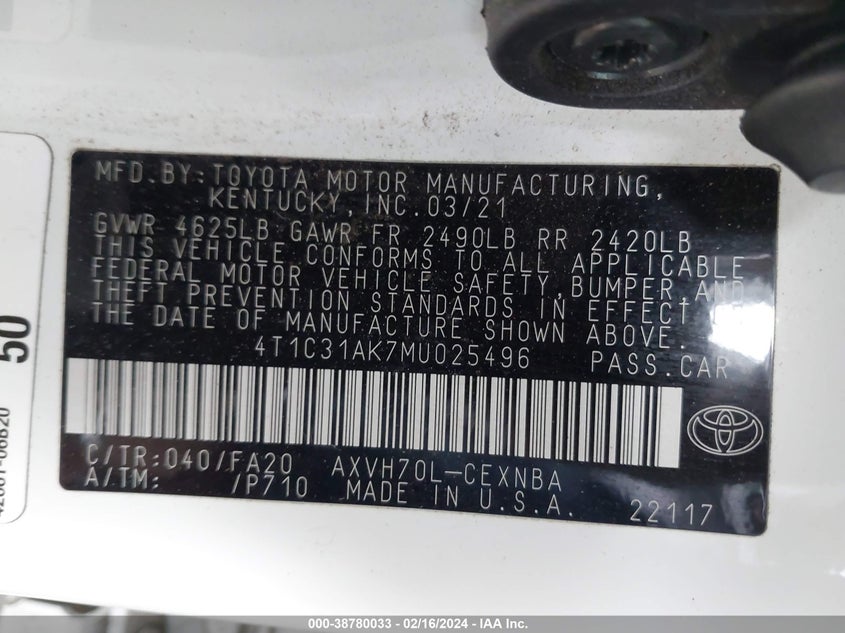 MFD.BY:TOYOTA MOTOR MANUFACTURING,
KENTUCKY, INC. 03/21
GVWR 4625LB GAWR FR 2490LB RR 2420LB
THIS VEHICLE CONFORMS TO ALL APPLICABLE
FEDERAL MOTOR VEHICLE SAFETY, BUMPER, AND
THEFT PREVENTION STANDARDS IN EFFECT ON
THE DATE OF MANUFACTURE SHOWN ABOVE.
4T1C31AK7MU025496 PASS.CAR
C/TR:040/FA20 AXVH70L-CEXNBA
A/TM: /P710 MADE IN U.S.A.
22117
50
000-38780033 - 02/16/2024 - IAA Inc.